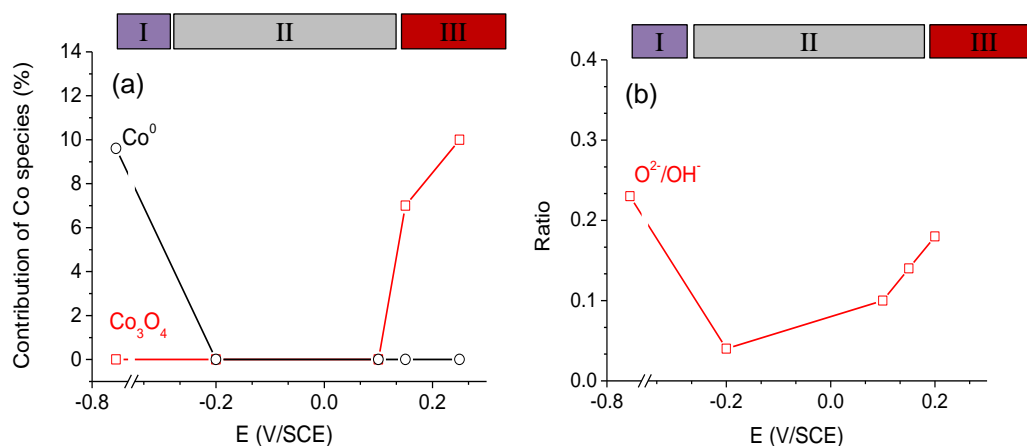 I II III
(a)
Contribution of Co species (%)
14
12
10
8
6
4
2
0
Co⁰
Co₃O₄
-0.8 -0.2 0.0 0.2
E (V/SCE)
I II III
(b)
Ratio
0.4
0.3
0.2
0.1
0.0
O²⁻/OH⁻
-0.8 -0.2 0.0 0.2
E (V/SCE)